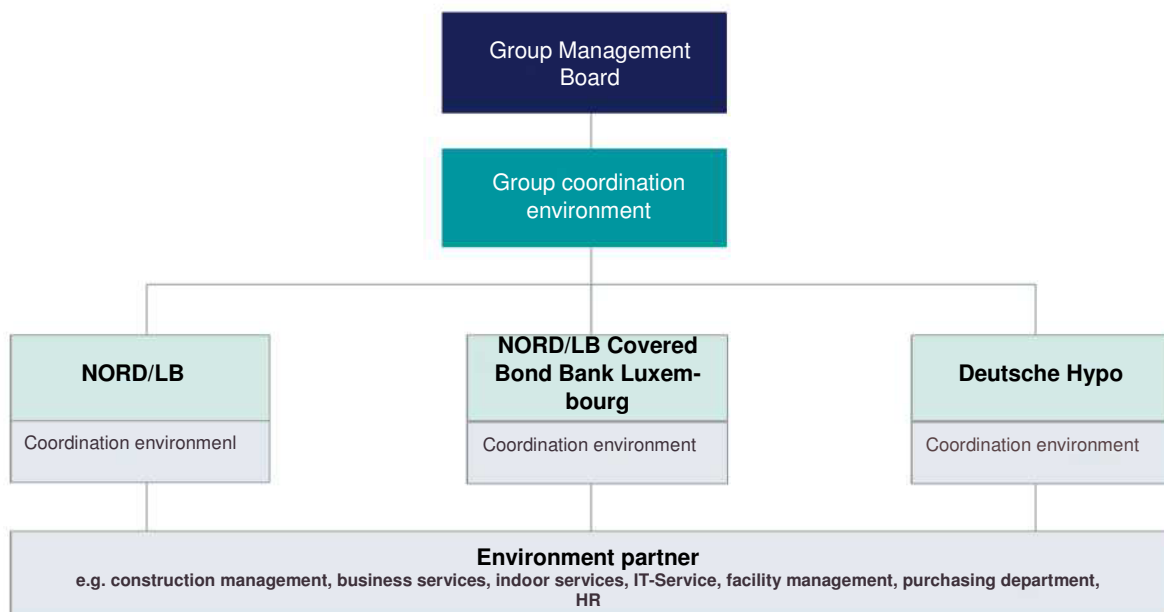 Group Management
Board
Group coordination
environment
NORD/LB
Coordination environmenl
NORD/LB Covered
Bond Bank Luxem-
bourg
Coordination environment
Deutsche Hypo
Coordination environment
Environment partner
e.g. construction management, business services, indoor services, IT-Service, facility management, purchasing department,
HR